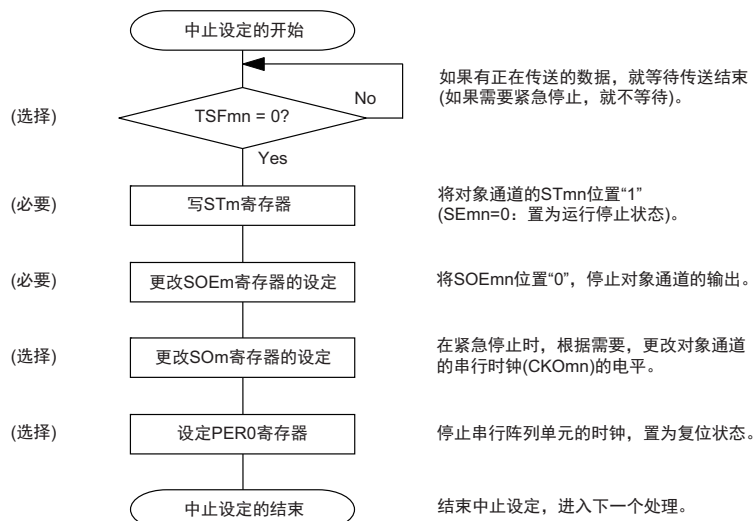 中止设定的开始
如果有正在传送的数据，就等待传送结束
(如果需要紧急停止，就不等待)。
No
(选择)
TSFmn = 0?
Yes
(必要)
写STm寄存器
将对象通道的STmn位置“1”
(SEmn=0：置为运行停止状态)。
(必要)
更改SOEm寄存器的设定
将SOEmn位置“0”，停止对象通道的输出。
(选择)
更改SOm寄存器的设定
在紧急停止时，根据需要，更改对象通道
的串行时钟(CKOmn)的电平。
(选择)
设定PER0寄存器
停止串行阵列单元的时钟，置为复位状态。
中止设定的结束
结束中止设定，进入下一个处理。